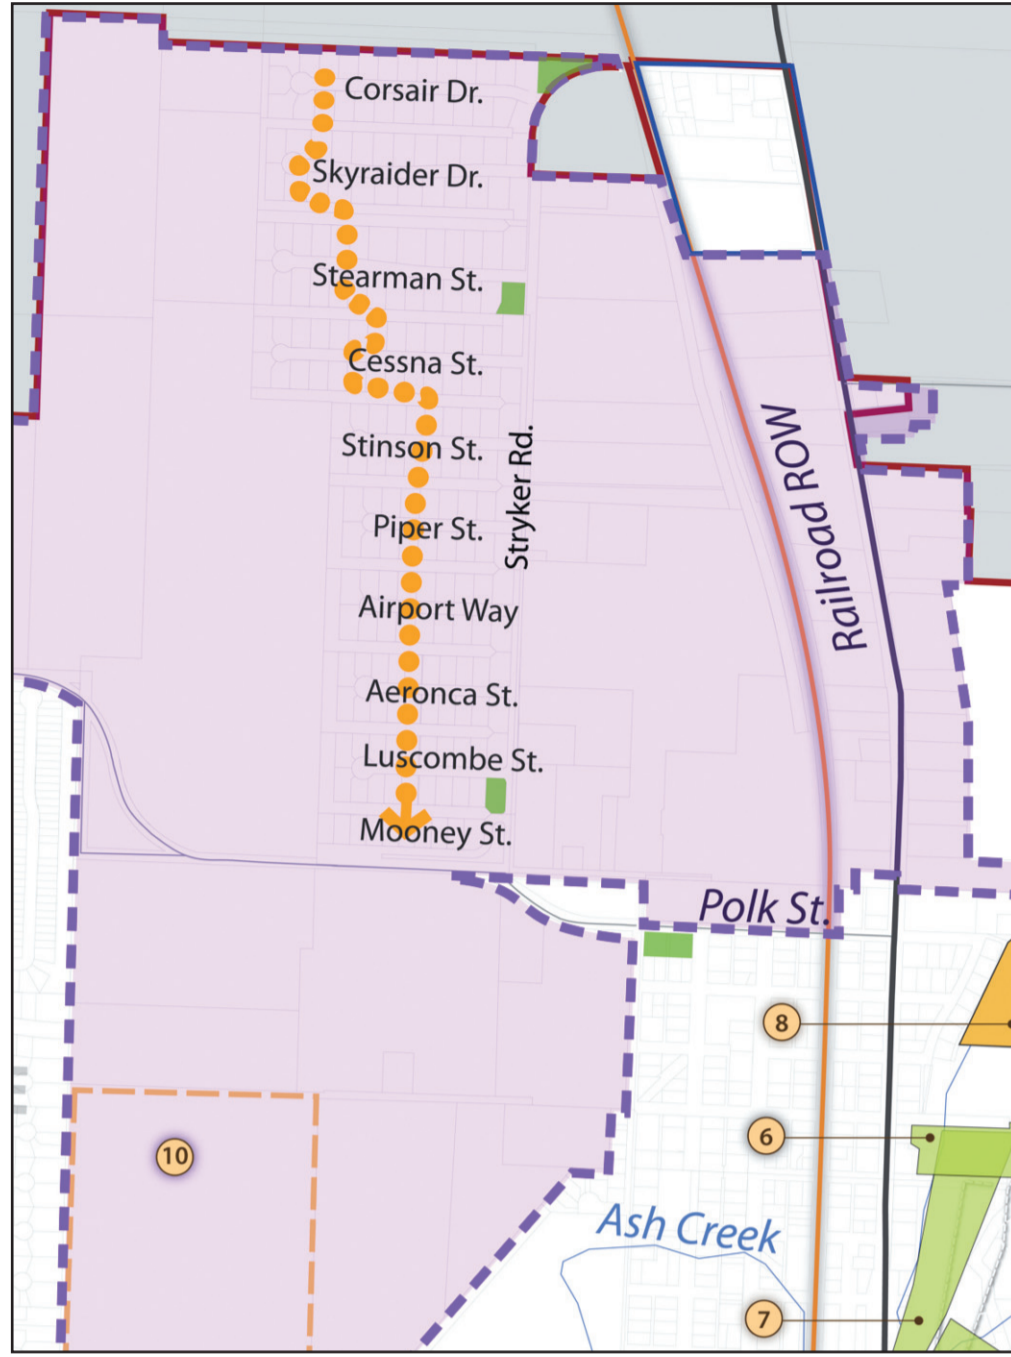 Corsair Dr.
Skyraider Dr.
Stearman St.
Cessna St.
Stinson St.
Stryker Rd.
Railroad ROW
Piper St.
Airport Way
Aeronca St.
Luscombe St.
Mooney St.
Polk St.
8
6
10
Ash Creek
7